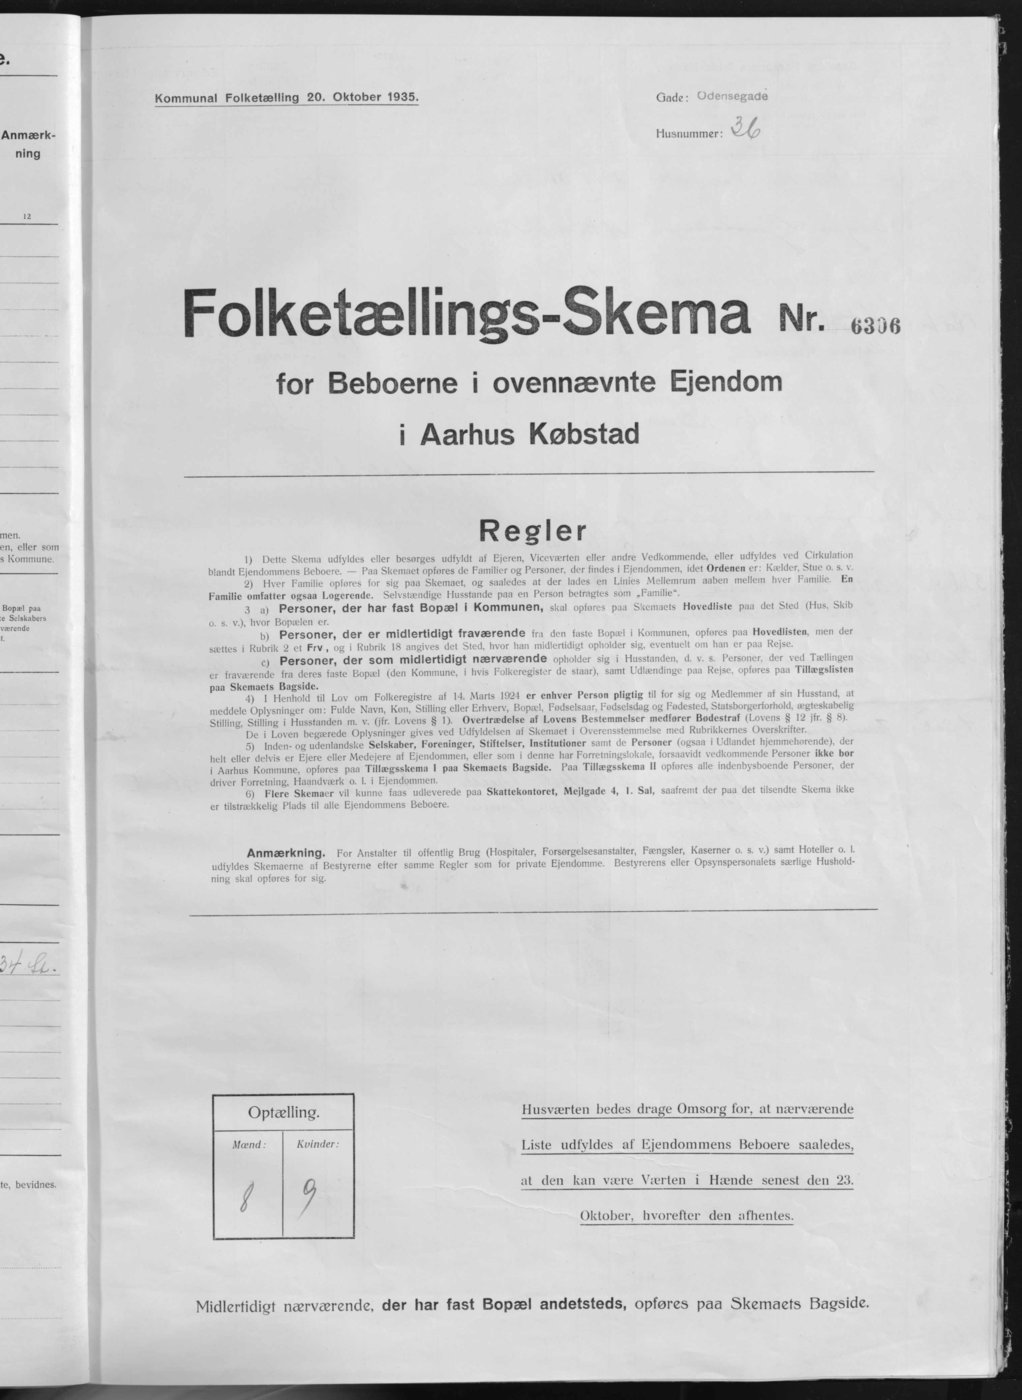 e.
Anmærk-
ning
12
men.
en, eller som
s Kommune.
Bopæl paa
te Selskabers
værende
f.
34 St.
te, bevidnes.
Kommunal Folketælling 20. Oktober 1935.
Gade: Odensegade
Husnummer: 36
Folketællings-Skema Nr. 6306
for Beboerne i ovennævnte Ejendom
i Aarhus Købstad
Regler
1) Dette Skema udfyldes eller besørges udfyldt af Ejeren, Viceværten eller andre Vedkommende, eller udfyldes ved Cirkulation
blandt Ejendommens Beboere. — Paa Skemaet opføres de Familier og Personer, der findes i Ejendommen, idet Ordenen er: Kælder, Stue o. s. v.
2) Hver Familie opføres for sig paa Skemaet, og saaledes at der lades en Linies Mellemrum aaben mellem hver Familie. En
Familie omfatter ogsaa Logerende. Selvstændige Husstande paa en Person betragtes som „Familie“.
3 a) Personer, der har fast Bopæl i Kommunen, skal opføres paa Skemaets Hovedliste paa det Sted (Hus, Skib
o. s. v.), hvor Bopælen er.
b) Personer, der er midlertidigt fraværende fra den faste Bopæl i Kommunen, opføres paa Hovedlisten, men der
sættes i Rubrik 2 et Frv., og i Rubrik 18 angives det Sted, hvor han midlertidigt opholder sig, eventuelt om han er paa Rejse.
c) Personer, der som midlertidigt nærværende opholder sig i Husstanden, d. v. s. Personer, der ved Tællingen
er fraværende fra deres faste Bopæl (den Kommune, i hvis Folkeregister de staar), samt Udlændinge paa Rejse, opføres paa Tillægslisten
paa Skemaets Bagside.
4) I Henhold til Lov om Folkeregistre af 14. Marts 1924 er enhver Person pligtig til for sig og Medlemmer af sin Husstand, at
meddele Oplysninger om: Fulde Navn, Køn, Stilling eller Erhverv, Bopæl, Fødselsaar, Fødselsdag og Fødested, Statsborgerforhold, ægteskabelig
Stilling, Stilling i Husstanden m. v. (jfr. Lovens § 1). Overtrædelse af Lovens Bestemmelser medfører Bødestraf (Lovens § 12 jfr. § 8).
De i Loven begærede Oplysninger gives ved Udfyldelsen af Skemaet i Overensstemmelse med Rubrikkernes Overskrifter.
5) Inden- og udenlandske Selskaber, Foreninger, Stiftelser, Institutioner samt de Personer (ogsaa i Udlandet hjemmehørende), der
helt eller delvis er Ejere eller Medejere af Ejendommen, eller som i denne har Forretningslokale, forsaavidt vedkommende Personer ikke bor
i Aarhus Kommune, opføres paa Tillægsskema I paa Skemaets Bagside. Paa Tillægsskema II opføres alle indenbysboende Personer, der
driver Forretning, Haandværk o. l. i Ejendommen.
6) Flere Skemaer vil kunne faas udleverede paa Skattekontoret, Mejlgade 4, 1. Sal, saafremt der paa det tilsendte Skema ikke
er tilstrækkelig Plads til alle Ejendommens Beboere.
Anmærkning. For Anstalter til offentlig Brug (Hospitaler, Forsørgelsesanstalter, Fængsler, Kaserner o. s. v.) samt Hoteller o. l.
udfyldes Skemaerne af Bestyrerne efter samme Regler som for private Ejendomme. Bestyrerens eller Opsynspersonalets særlige Hushold-
ning skal opføres for sig.
Optælling.
Mænd: Kvinder:
8 9
Husværten bedes drage Omsorg for, at nærværende
Liste udfyldes af Ejendommens Beboere saaledes,
at den kan være Værten i Hænde senest den 23.
Oktober, hvorefter den afhentes.
Midlertidigt nærværende, der har fast Bopæl andetsteds, opføres paa Skemaets Bagside.